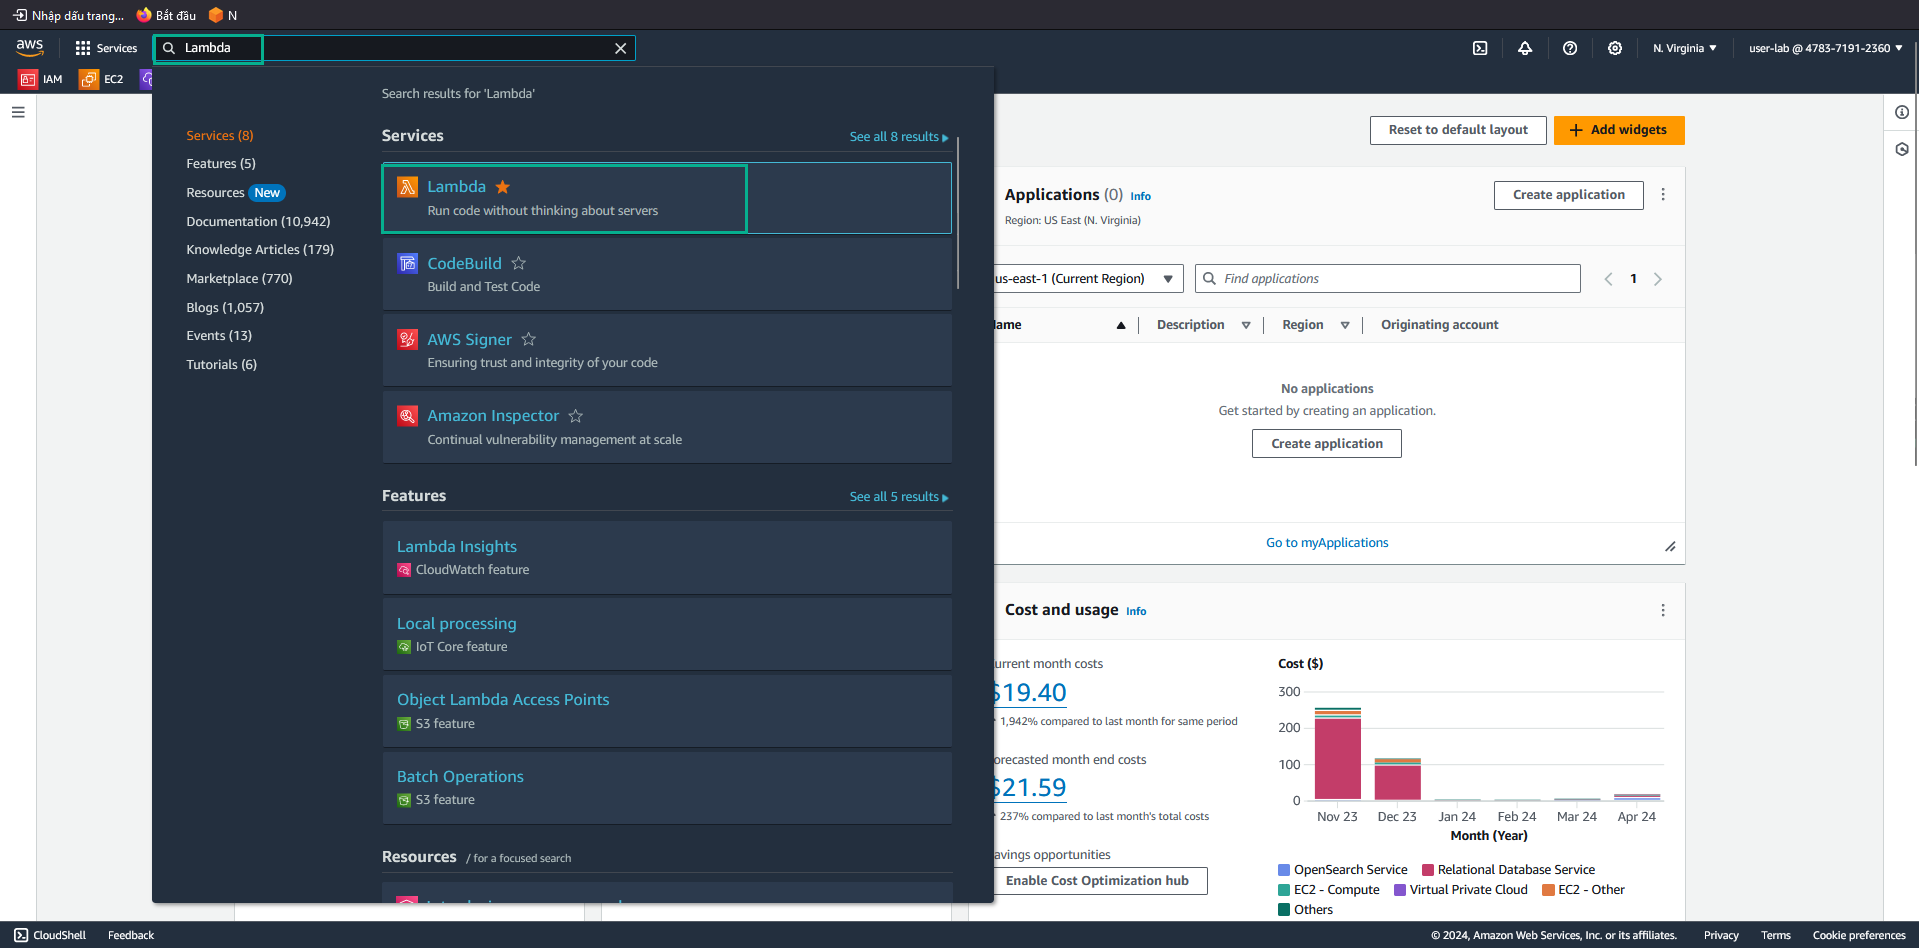 Nhập dấu trang... Bắt đầu N
aws Services Lambda N. Virginia user-lab @ 4783-7191-2360
IAM EC2
Search results for 'Lambda'
Services (8)
Features (5)
Resources New
Documentation (10,942)
Knowledge Articles (179)
Marketplace (770)
Blogs (1,057)
Events (13)
Tutorials (6)
Services See all 8 results
Lambda
Run code without thinking about servers
CodeBuild
Build and Test Code
AWS Signer
Ensuring trust and integrity of your code
Amazon Inspector
Continual vulnerability management at scale
Features See all 5 results
Lambda Insights
CloudWatch feature
Local processing
IoT Core feature
Object Lambda Access Points
S3 feature
Batch Operations
S3 feature
Resources / for a focused search
Reset to default layout + Add widgets
Applications (0) Info
Region: US East (N. Virginia)
Create application
us-east-1 (Current Region) Find applications 1
ame Description Region Originating account
No applications
Get started by creating an application.
Create application
Go to myApplications
Cost and usage Info
urrent month costs
$19.40
1,942% compared to last month for same period
orecasted month end costs
$21.59
237% compared to last month's total costs
avings opportunities
Enable Cost Optimization hub
Cost ($)
300
200
100
0
Nov 23 Dec 23 Jan 24 Feb 24 Mar 24 Apr 24
Month (Year)
OpenSearch Service Relational Database Service
EC2 - Compute Virtual Private Cloud EC2 - Other
Others
CloudShell Feedback © 2024, Amazon Web Services, Inc. or its affiliates. Privacy Terms Cookie preferences